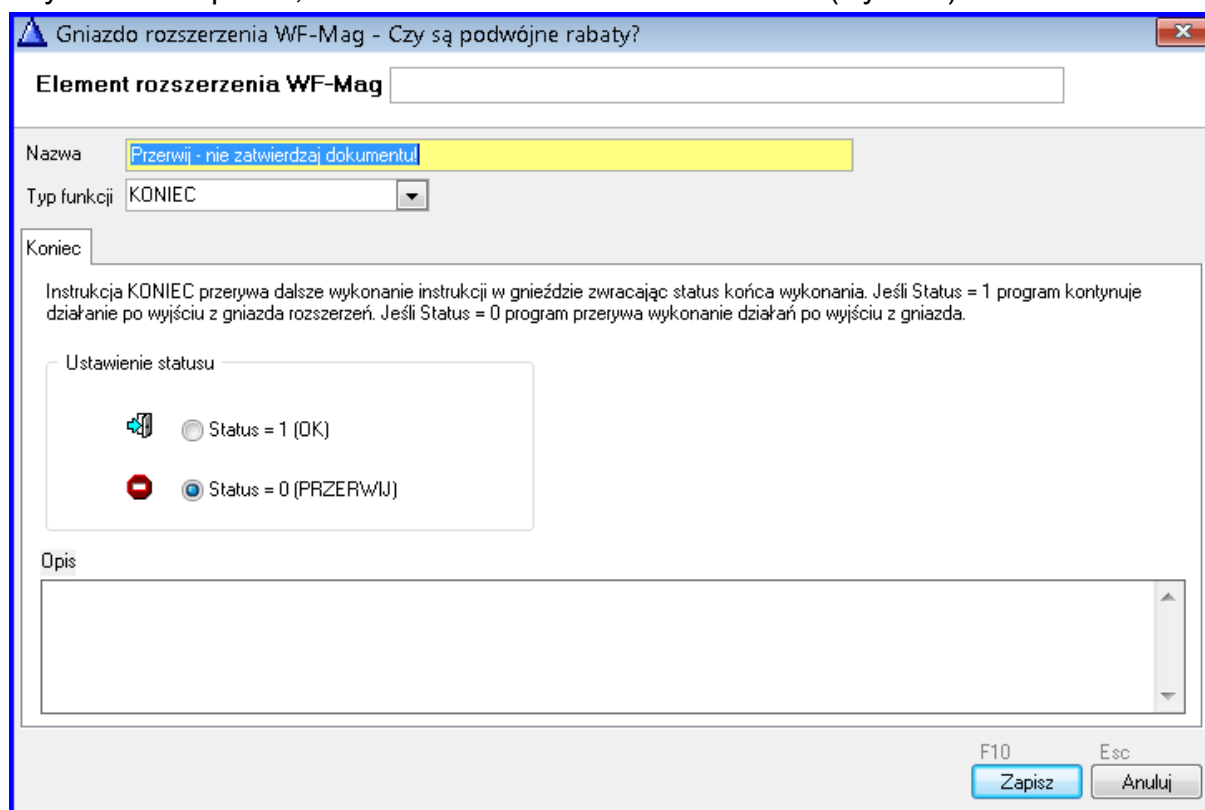 Gniazdo rozszerzenia WF-Mag - Czy są podwójne rabaty?
Element rozszerzenia WF-Mag
Nazwa Przerwij - nie zatwierdzaj dokumentu!
Typ funkcji KONIEC
Koniec
Instrukcja KONIEC przerywa dalsze wykonanie instrukcji w gnieździe zwracając status końca wykonania. Jeśli Status = 1 program kontynuje
działanie po wyjściu z gniazda rozszerzeń. Jeśli Status = 0 program przerywa wykonanie działań po wyjściu z gniazda.
Ustawienie statusu
Status = 1 (OK)
Status = 0 (PRZERWIJ)
Opis
F10 Esc
Zapisz Anuluj